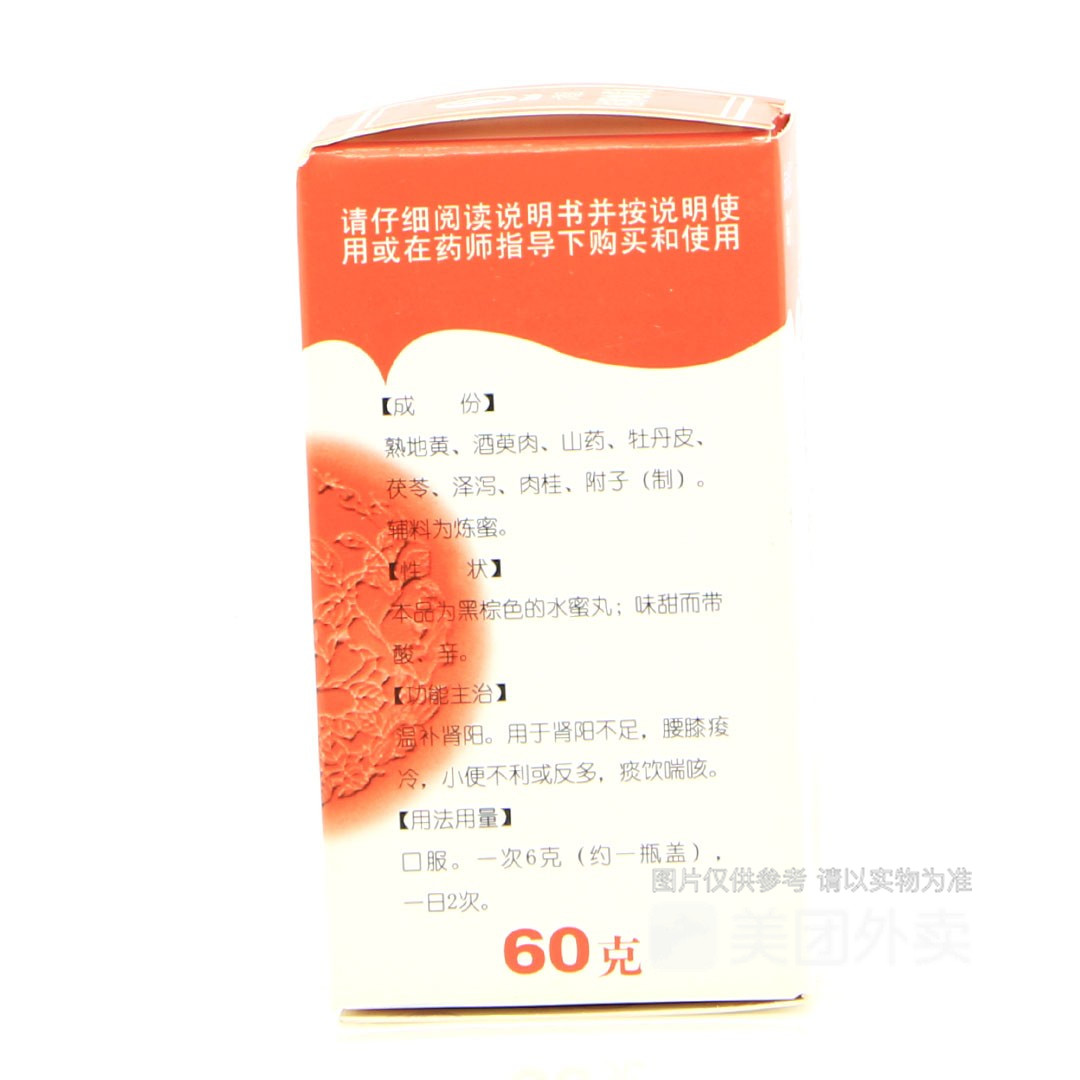 请仔细阅读说明书并按说明使
用或在药师指导下购买和使用
【成　　份】
熟地黄、酒萸肉、山药、牡丹皮、
茯苓、泽泻、肉桂、附子（制）。
辅料为炼蜜。
【性　　状】
本品为黑棕色的水蜜丸；味甜而带
酸、辛。
【功能主治】
温补肾阳。用于肾阳不足，腰膝痠
冷，小便不利或反多，痰饮喘咳。
【用法用量】
口服。一次6克（约一瓶盖），
一日2次。
60克
图片仅供参考 请以实物为准
美团外卖